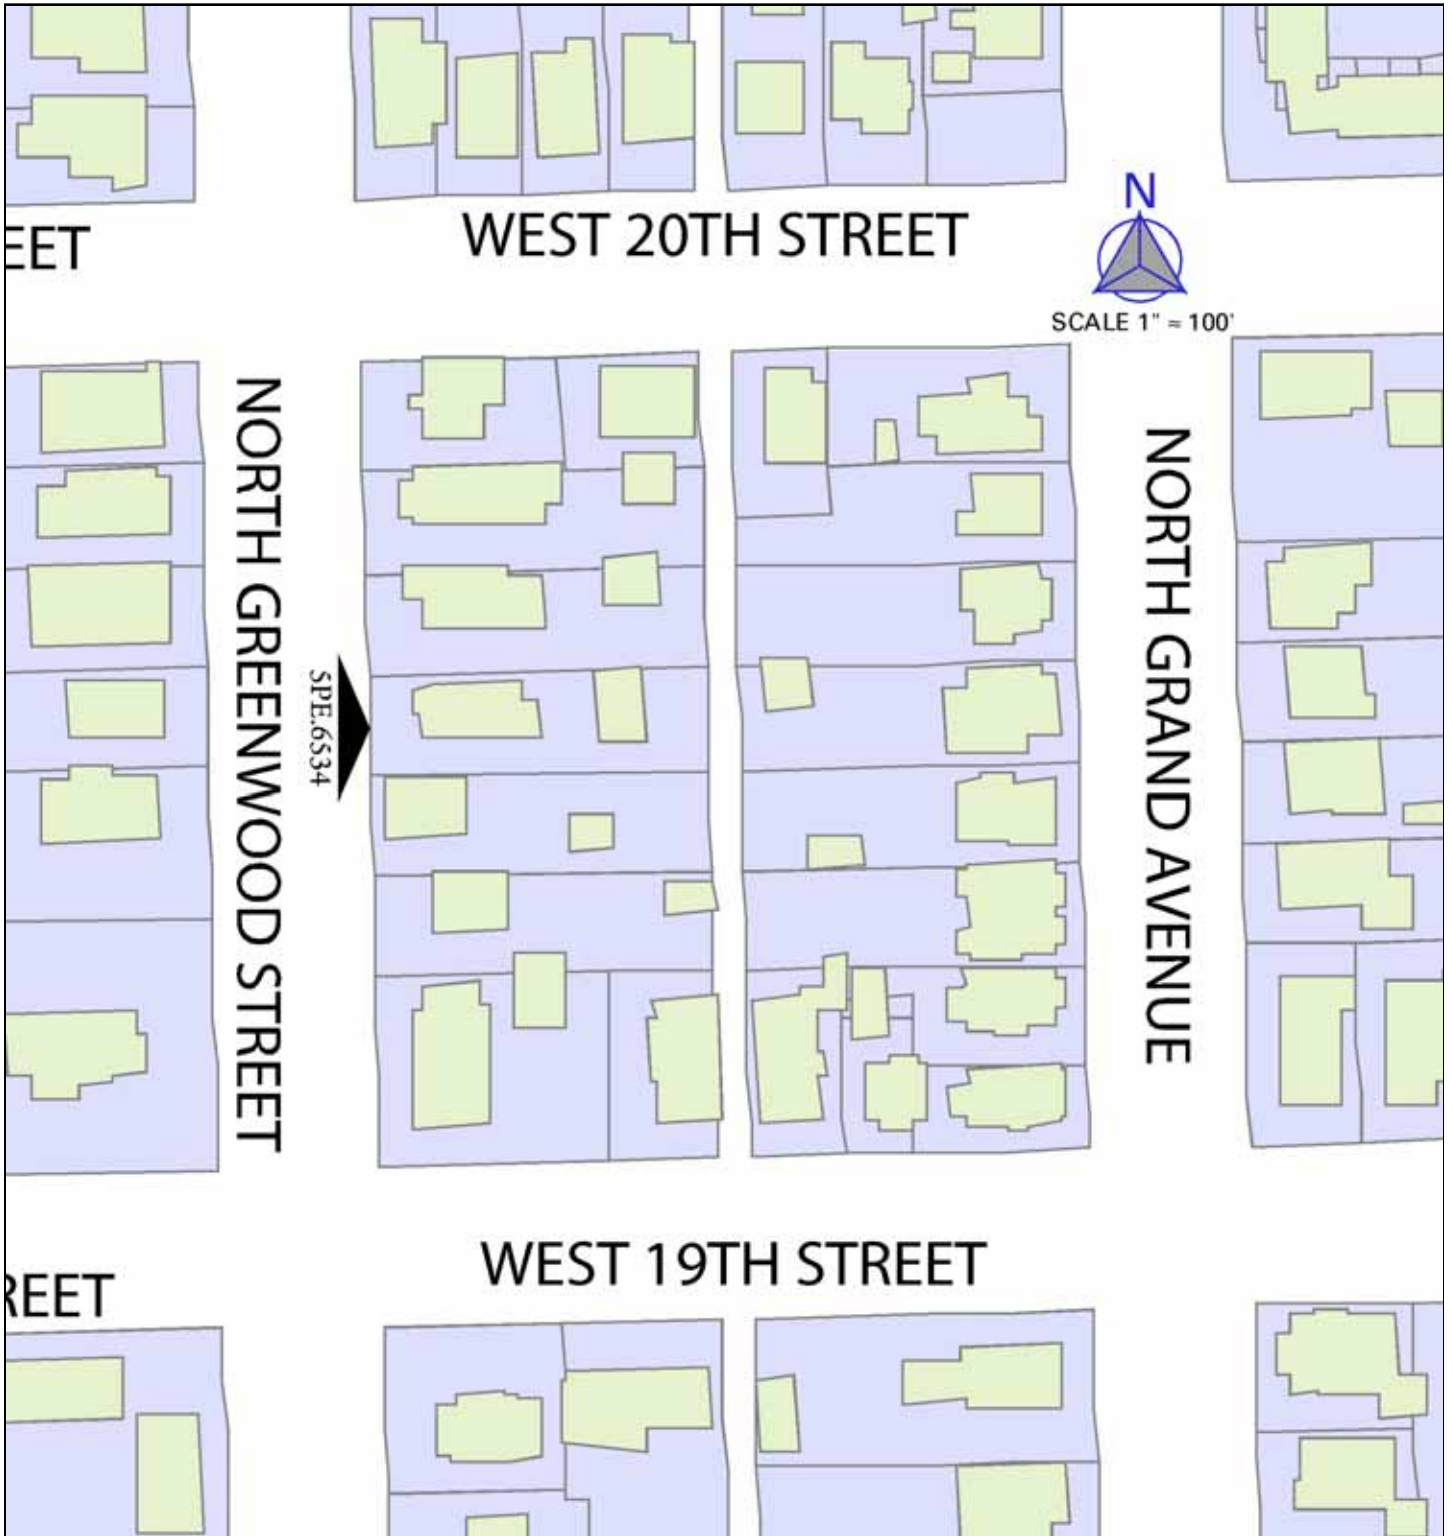 WEST 20TH STREET
EET
N
SCALE 1" = 100'
NORTH GREENWOOD STREET
SPE.6534
NORTH GRAND AVENUE
WEST 19TH STREET
REET